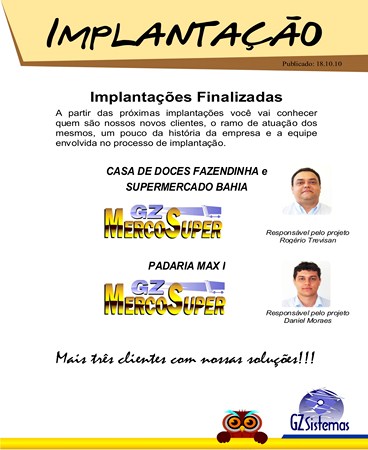 IMPLANTAÇÃO
Publicado: 18.10.10
Implantações Finalizadas
A partir das próximas implantações você vai conhecer
quem são nossos novos clientes, o ramo de atuação dos
mesmos, um pouco da história da empresa e a equipe
envolvida no processo de implantação.
CASA DE DOCES FAZENDINHA e
SUPERMERCADO BAHIA
GZ
MERCOSUPER
Responsável pelo projeto
Rogério Trevisan
PADARIA MAX I
GZ
MERCOSUPER
Responsável pelo projeto
Daniel Moraes
Mais três clientes com nossas soluções!!!
GZ Sistemas